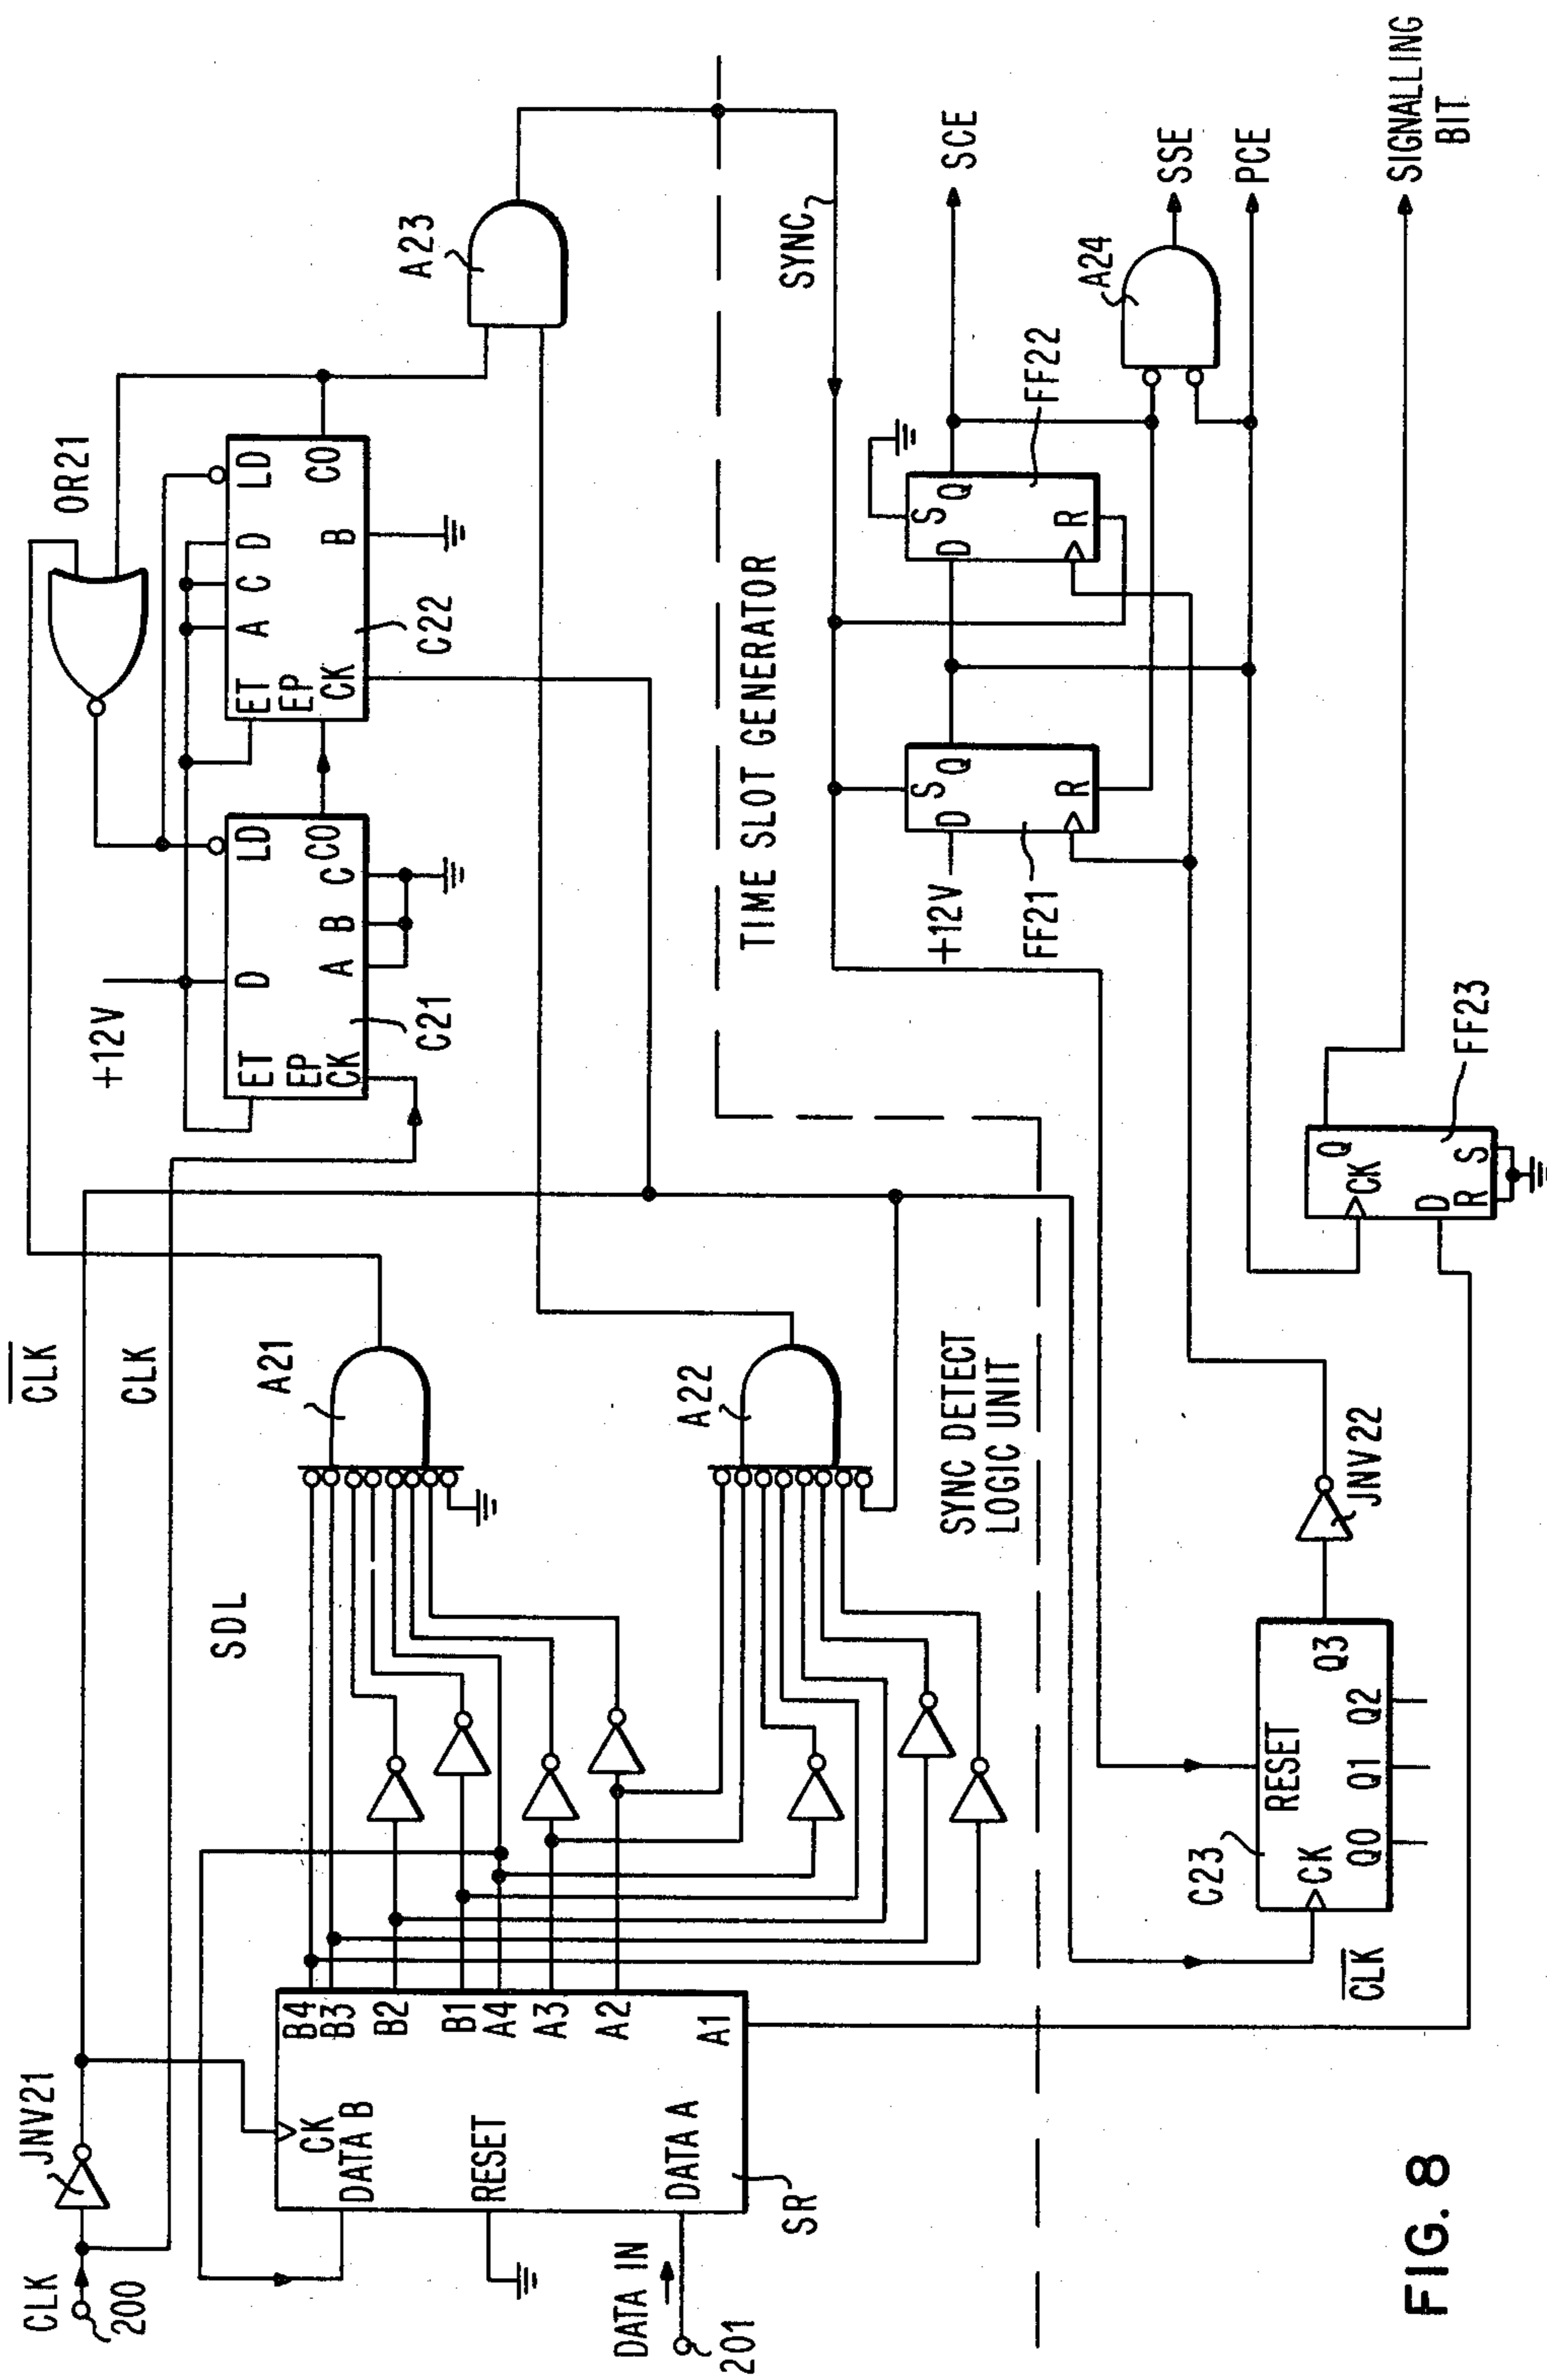 CLK
200
JNV21
CLK
CLK
SDL
CK
DATA B
RESET
DATA A
B4
B3
B2
B1
A4
A3
A2
A1
SR
DATA IN
201
A21
A22
SYNC DETECT
LOGIC UNIT
+12V
ET
EP
CK
D
LD
A
B
C
CO
C21
ET
EP
CK
A
C
D
LD
B
CO
C22
OR21
A23
TIME SLOT GENERATOR
SYNC
+12V
D
S
Q
R
FF21
D
S
Q
R
FF22
A24
SCE
SSE
PCE
SIGNALLING
BIT
CLK
C23
RESET
CK
Q0
Q1
Q2
Q3
JNV22
CK
Q
D
R
S
FF23
FIG. 8